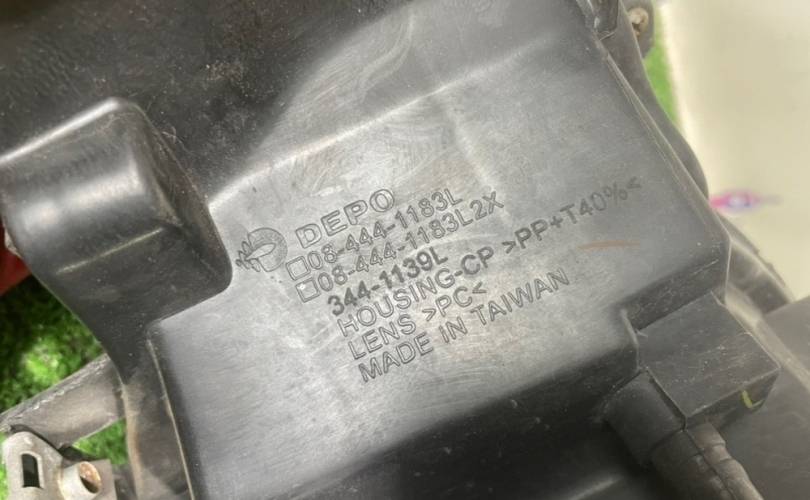 DEPO
08-444-1183L
08-444-1183L2X
344-1139L
HOUSING-CP >PP+T40%<
LENS >PC<
MADE IN TAIWAN